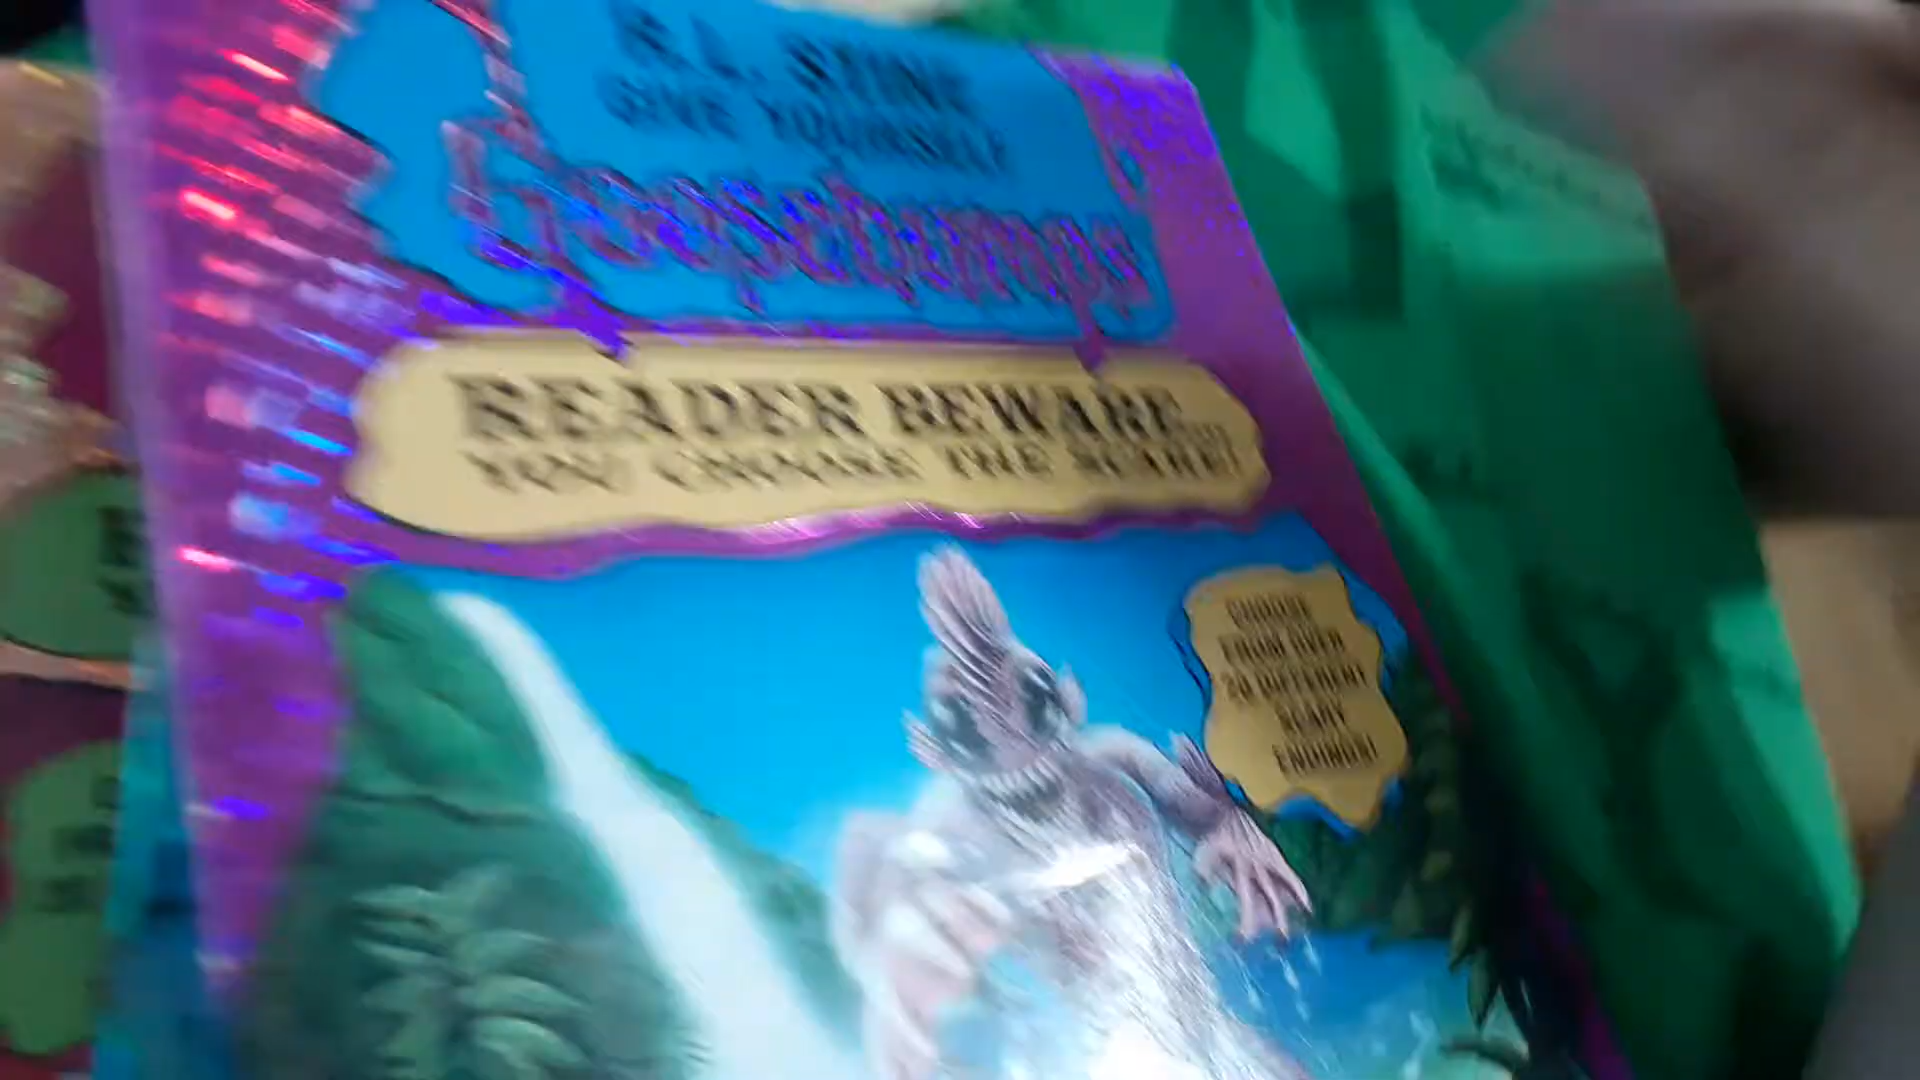 R.L. STINE
GIVE YOURSELF
Goosebumps
READER BEWARE
YOU CHOOSE THE SCARE!
CHOOSE
FROM OVER
20 DIFFERENT
SCARY
ENDINGS!